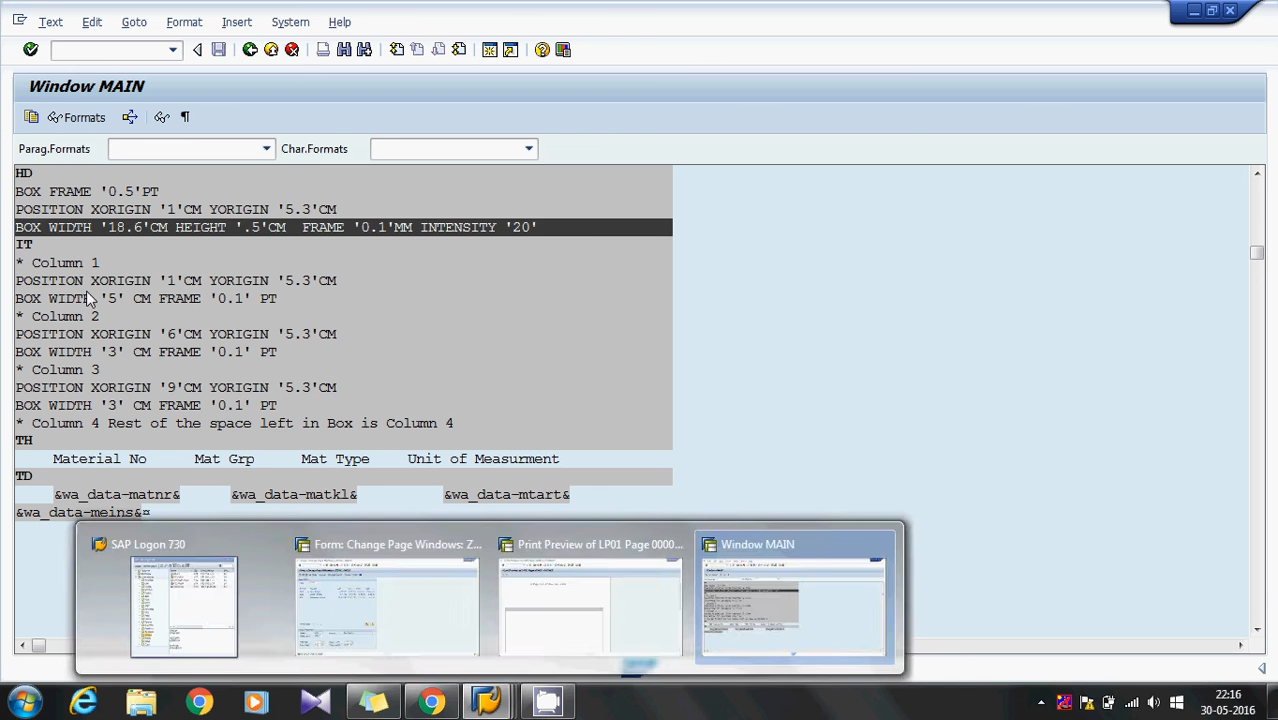 Text Edit Goto Format Insert System Help
Window MAIN
Formats
Parag.Formats Char.Formats
HD
BOX FRAME '0.5'PT
POSITION XORIGIN '1'CM YORIGIN '5.3'CM
BOX WIDTH '18.6'CM HEIGHT '.5'CM FRAME '0.1'MM INTENSITY '20'
IT
* Column 1
POSITION XORIGIN '1'CM YORIGIN '5.3'CM
BOX WIDTH '5' CM FRAME '0.1' PT
* Column 2
POSITION XORIGIN '6'CM YORIGIN '5.3'CM
BOX WIDTH '3' CM FRAME '0.1' PT
* Column 3
POSITION XORIGIN '9'CM YORIGIN '5.3'CM
BOX WIDTH '3' CM FRAME '0.1' PT
* Column 4 Rest of the space left in Box is Column 4
TH
Material No Mat Grp Mat Type Unit of Measurment
TD
&wa_data-matnr& &wa_data-matkl& &wa_data-mtart&
&wa_data-meins&¤
SAP Logon 730 Form: Change Page Windows: Z... Print Preview of LP01 Page 0000... Window MAIN
22:16
30-05-2016